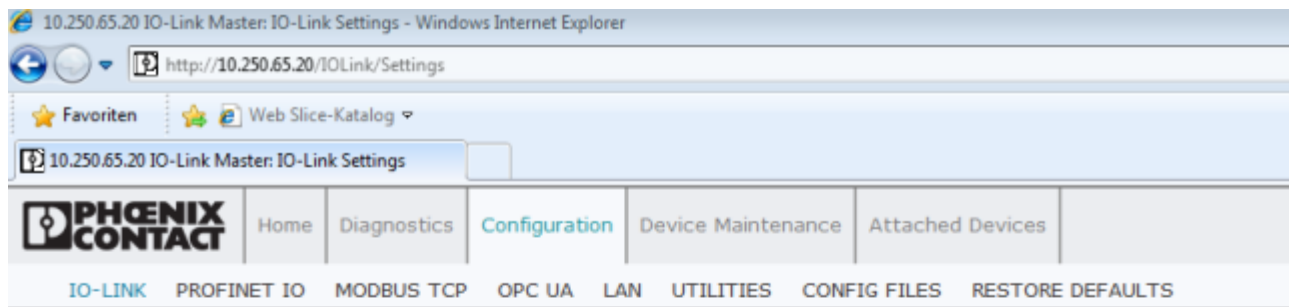 10.250.65.20 IO-Link Master: IO-Link Settings - Windows Internet Explorer
http://10.250.65.20/IOLink/Settings
Favoriten Web Slice-Katalog
10.250.65.20 IO-Link Master: IO-Link Settings
PHŒNIX
CONTACT
Home Diagnostics Configuration Device Maintenance Attached Devices
IO-LINK PROFINET IO MODBUS TCP OPC UA LAN UTILITIES CONFIG FILES RESTORE DEFAULTS